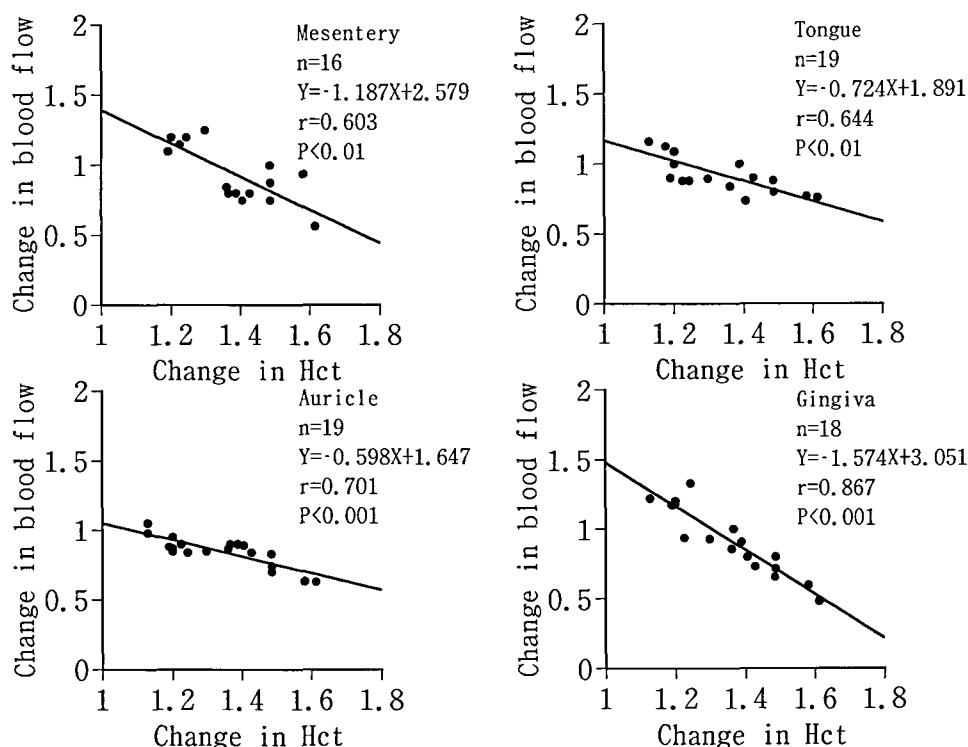 Change in blood flow
2
1.5
1
0.5
0
Mesentery
n=16
Y=-1.187X+2.579
r=0.603
P<0.01
1 1.2 1.4 1.6 1.8
Change in Hct
Change in blood flow
2
1.5
1
0.5
0
Tongue
n=19
Y=-0.724X+1.891
r=0.644
P<0.01
1 1.2 1.4 1.6 1.8
Change in Hct
Change in blood flow
2
1.5
1
0.5
0
Auricle
n=19
Y=-0.598X+1.647
r=0.701
P<0.001
1 1.2 1.4 1.6 1.8
Change in Hct
Change in blood flow
2
1.5
1
0.5
0
Gingiva
n=18
Y=-1.574X+3.051
r=0.867
P<0.001
1 1.2 1.4 1.6 1.8
Change in Hct